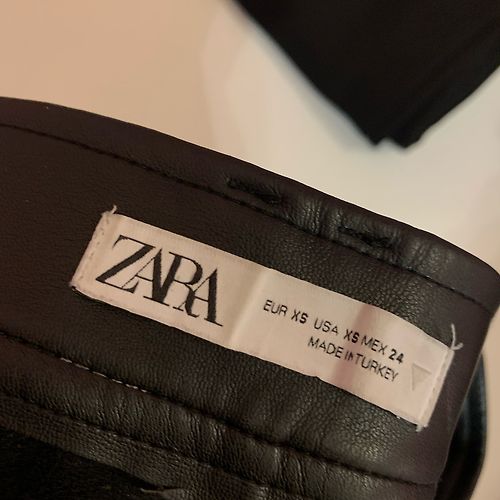 ZARA
EUR XS USA XS MEX 24
MADE IN TURKEY